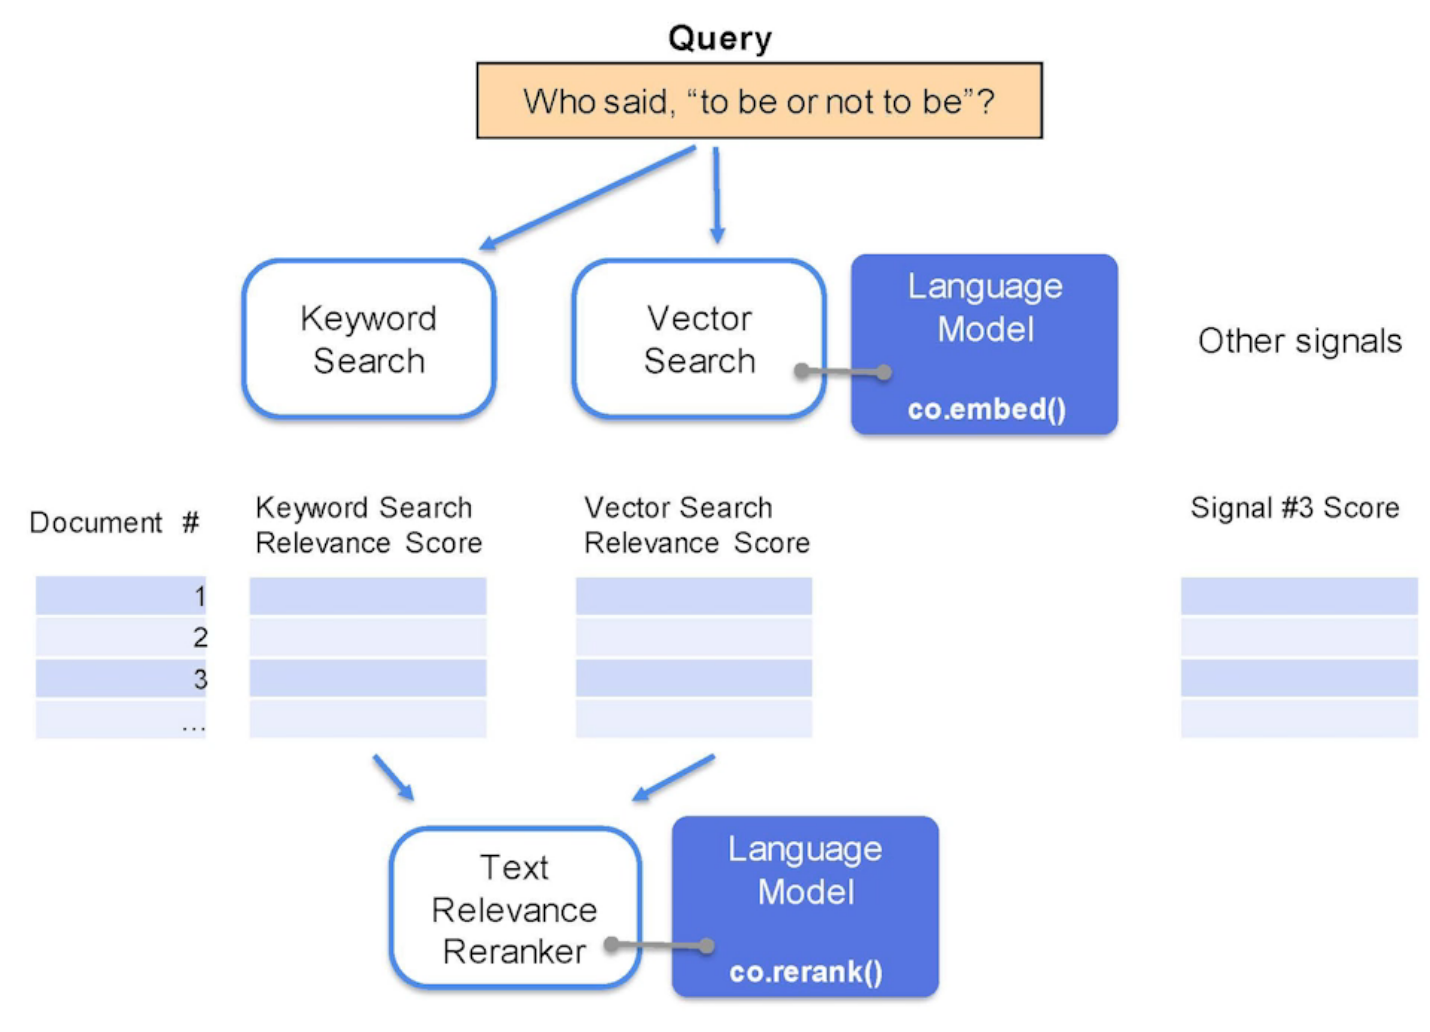 Query
Who said, “to be or not to be”?
Keyword
Search
Vector
Search
Language
Model
co.embed()
Other signals
Document #
Keyword Search
Relevance Score
Vector Search
Relevance Score
Signal #3 Score
1
2
3
...
Text
Relevance
Reranker
Language
Model
co.rerank()